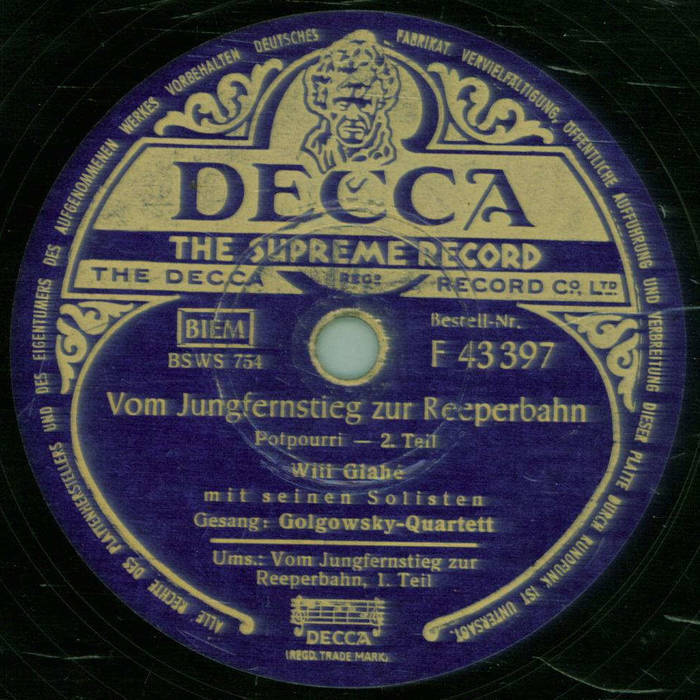 ALLE RECHTE DES PLATTENHERSTELLERS UND DES EIGENTÜMERS DES AUFGENOMMENEN WERKES VORBEHALTEN DEUTSCHES FABRIKAT. VERVIELFÄLTIGUNG, ÖFFENTLICHE AUFFÜHRUNG UND VERBREITUNG DIESER PLATTE DURCH RUNDFUNK IST UNTERSAGT.
DECCA
THE SUPREME RECORD
THE DECCA REGD RECORD CO., LTD.
BIEM
BSWS 754
Bestell-Nr.
F 43397
Vom Jungfernstieg zur Reeperbahn
Potpourri — 2. Teil
Will Glahé
mit seinen Solisten
Gesang: Golgowsky-Quartett
Ums.: Vom Jungfernstieg zur
Reeperbahn, 1. Teil
DECCA
(REGD. TRADE MARK)